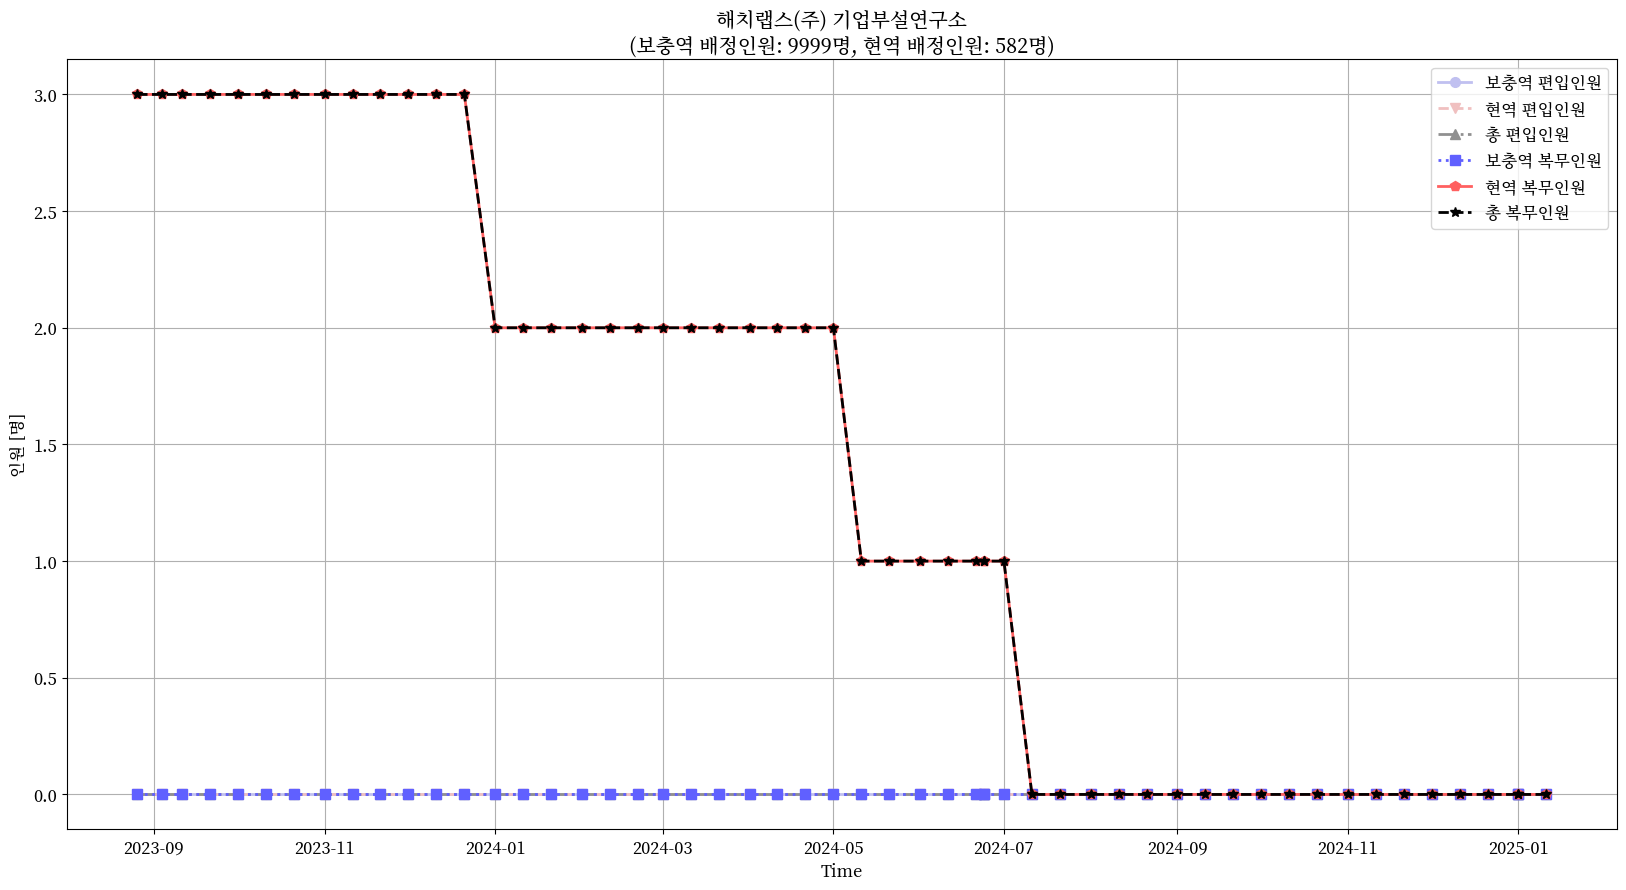 해치랩스(주) 기업부설연구소
(보충역 배정인원: 9999명, 현역 배정인원: 582명)
보충역 편입인원
현역 편입인원
총 편입인원
보충역 복무인원
현역 복무인원
총 복무인원
인원 [명]
3.0
2.5
2.0
1.5
1.0
0.5
0.0
2023-09 2023-11 2024-01 2024-03 2024-05 2024-07 2024-09 2024-11 2025-01
Time